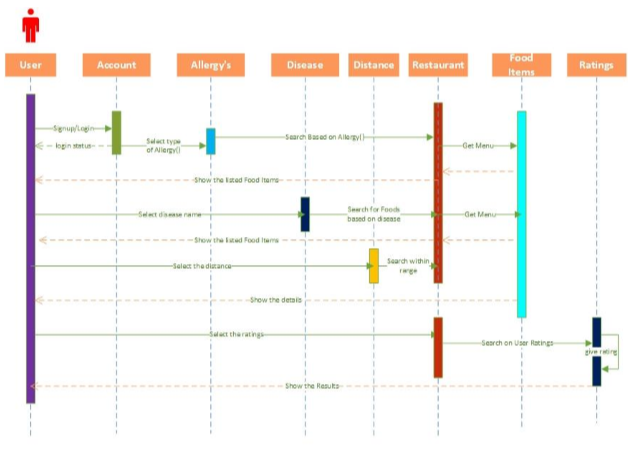 User
Account
Allergy's
Disease
Distance
Restaurant
Food
Items
Ratings
Signup/Login
login status
Select type
of Allergy()
Search Based on Allergy()
Get Menu
Show the listed Food Items
Select disease name
Search for Foods
based on disease
Get Menu
Show the listed Food Items
Select the distance
Search within
range
Show the details
Select the ratings
Search on User Ratings
give rating
Show the Results